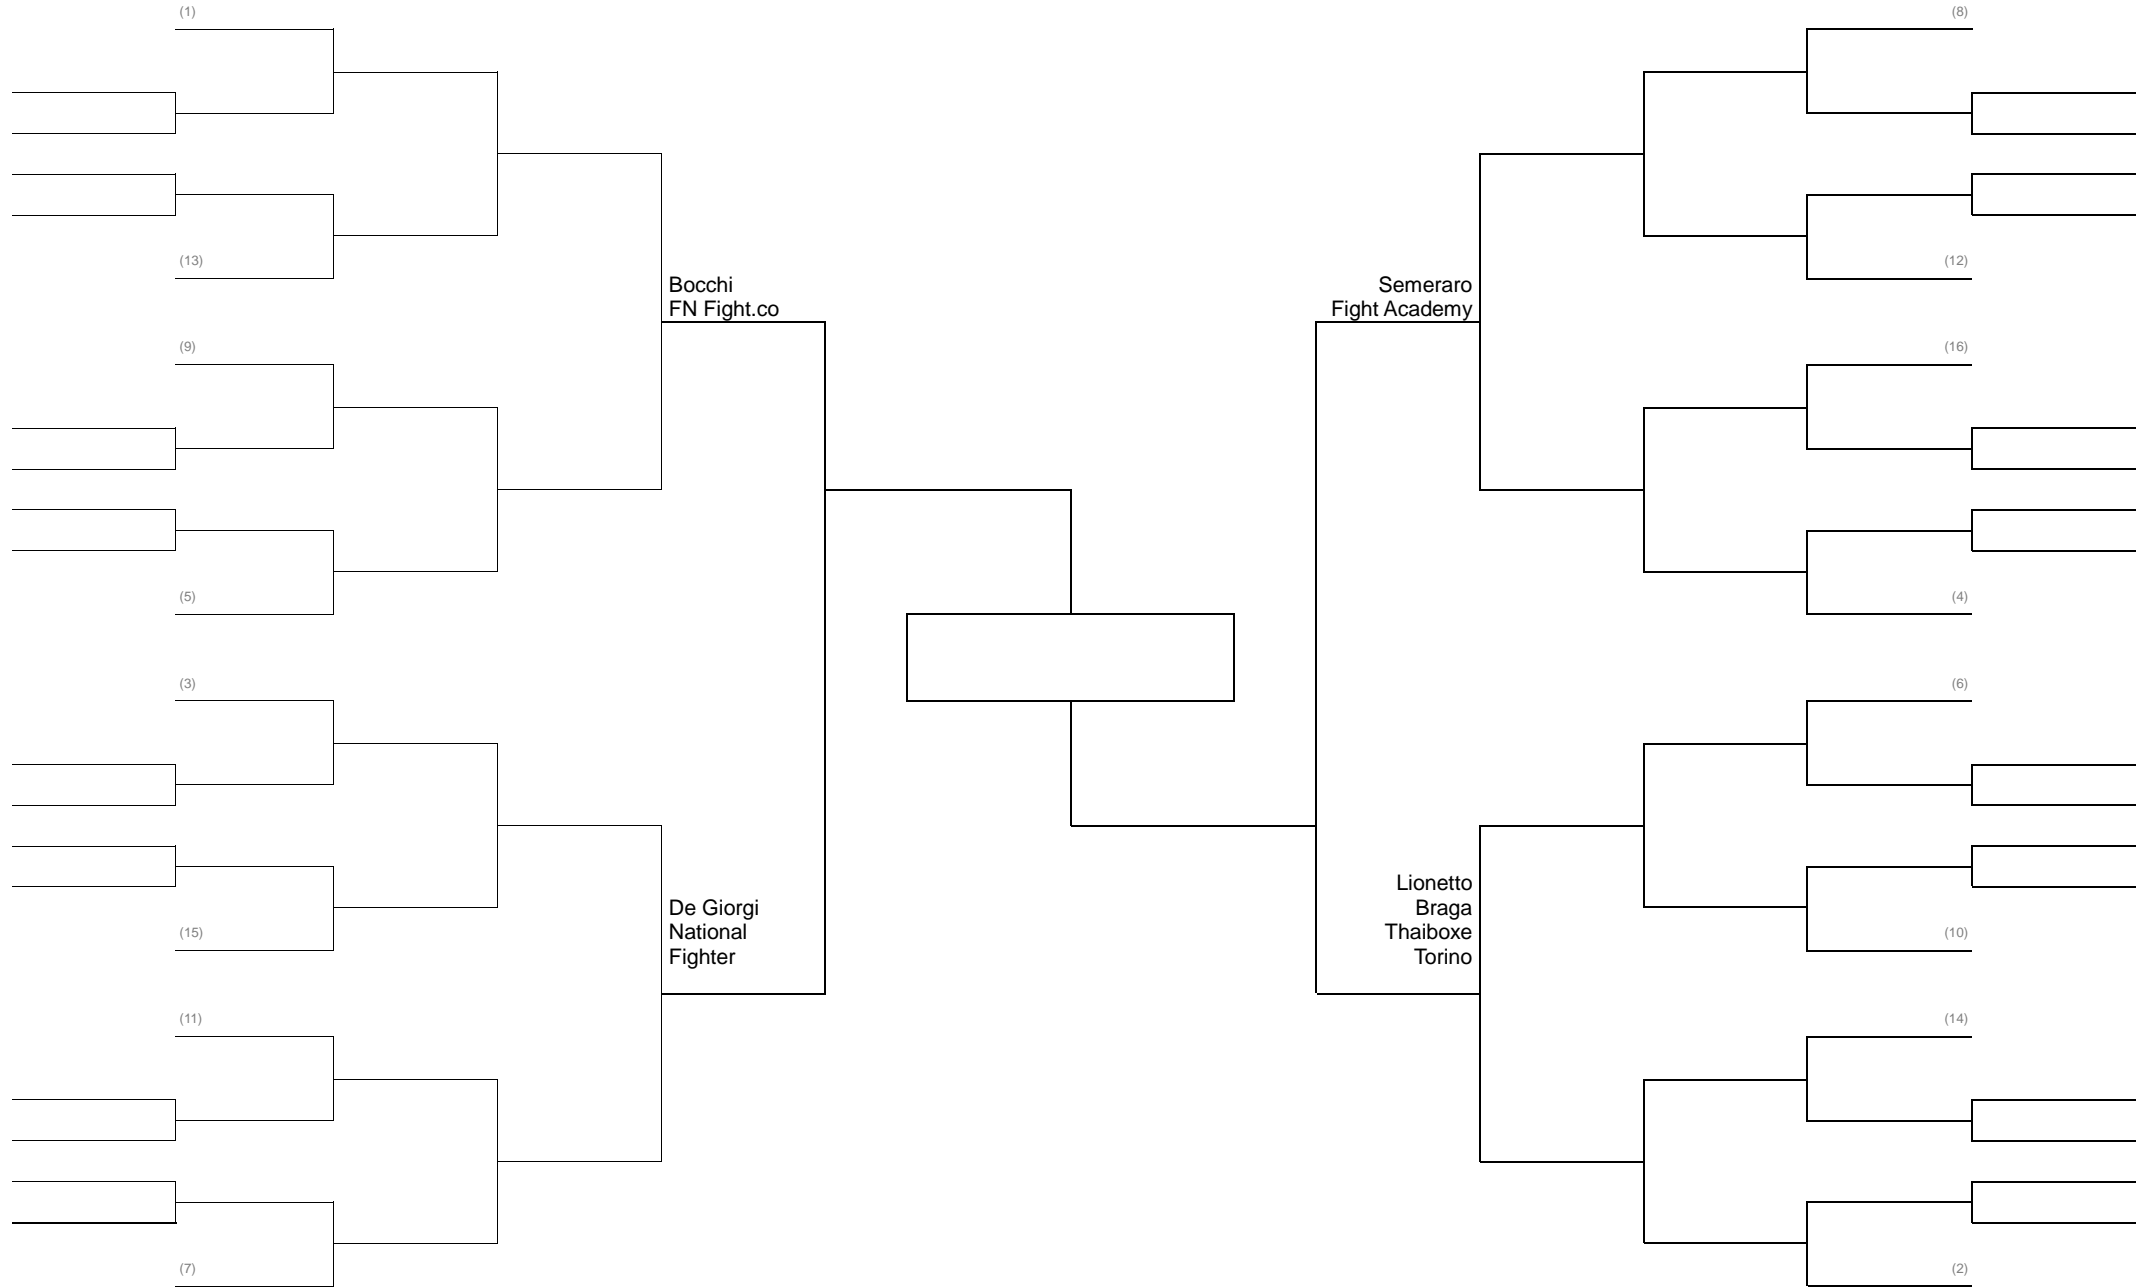 (1)
(8)
(13)
(12)
Bocchi
FN Fight.co
Semeraro
Fight Academy
(9)
(16)
(5)
(4)
(3)
(6)
De Giorgi
National
Fighter
Lionetto
Braga
Thaiboxe
Torino
(15)
(10)
(11)
(14)
(7)
(2)